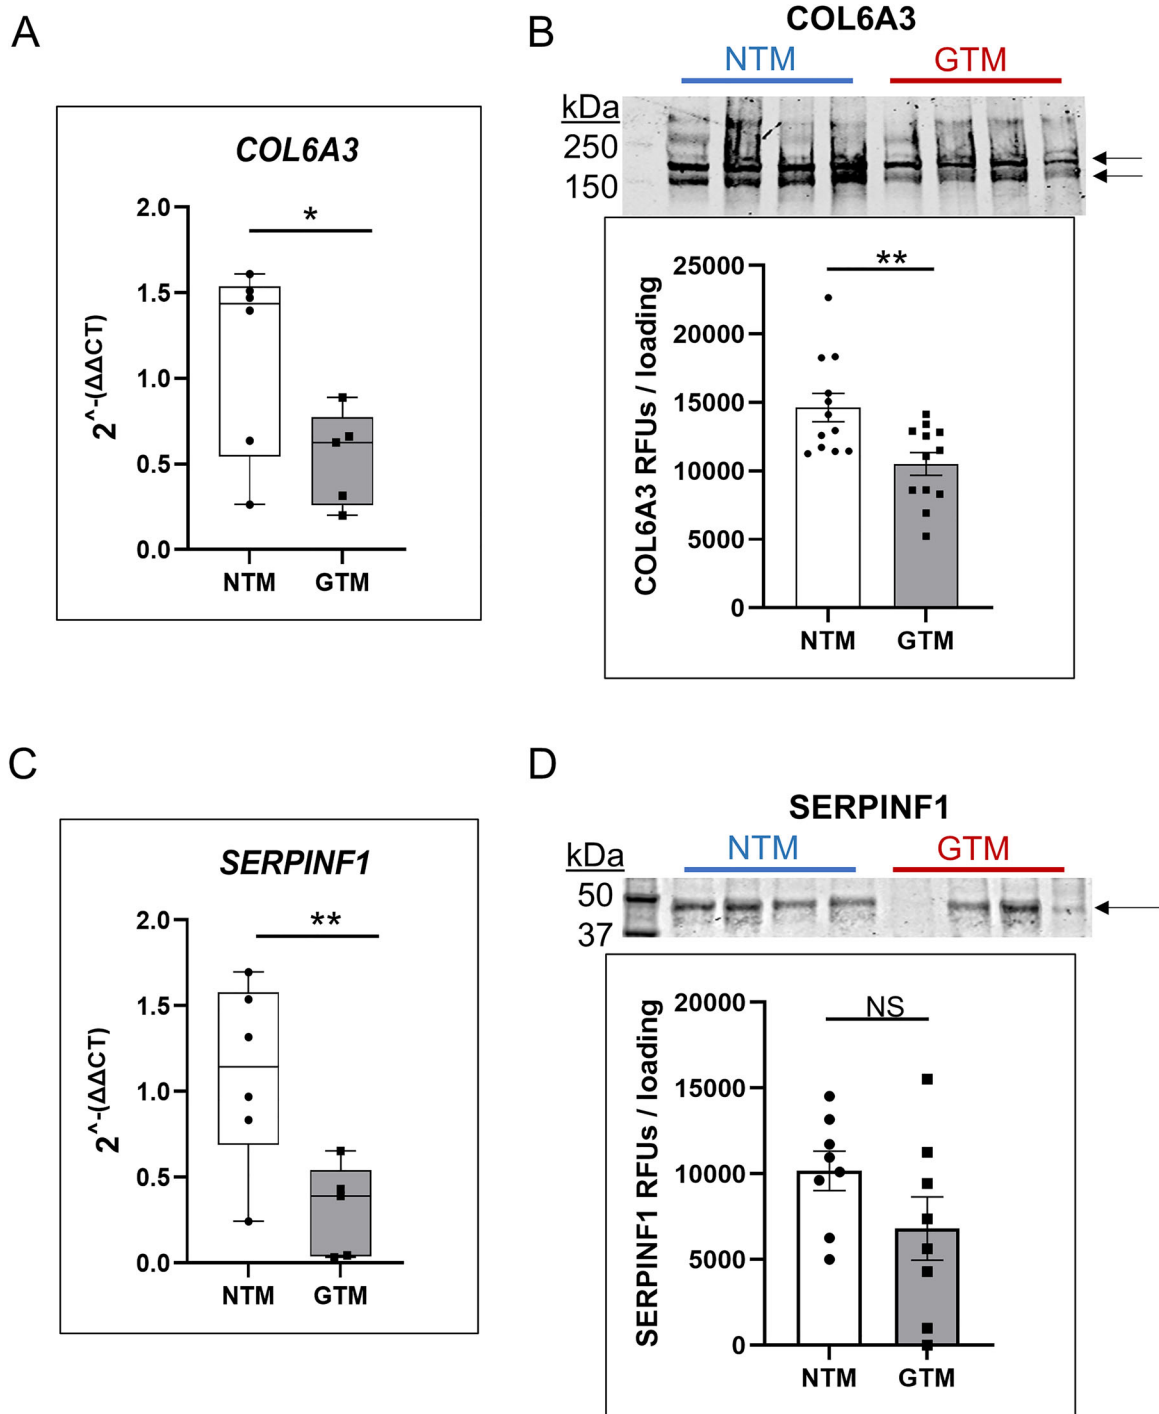 A
COL6A3
*
2.0
1.5
1.0
0.5
0.0
2^-(ΔΔCT)
NTM
GTM
B
COL6A3
NTM
GTM
kDa
250
150
**
25000
20000
15000
10000
5000
0
COL6A3 RFUs / loading
NTM
GTM
C
SERPINF1
**
2.0
1.5
1.0
0.5
0.0
2^-(ΔΔCT)
NTM
GTM
D
SERPINF1
NTM
GTM
kDa
50
37
NS
20000
15000
10000
5000
0
SERPINF1 RFUs / loading
NTM
GTM